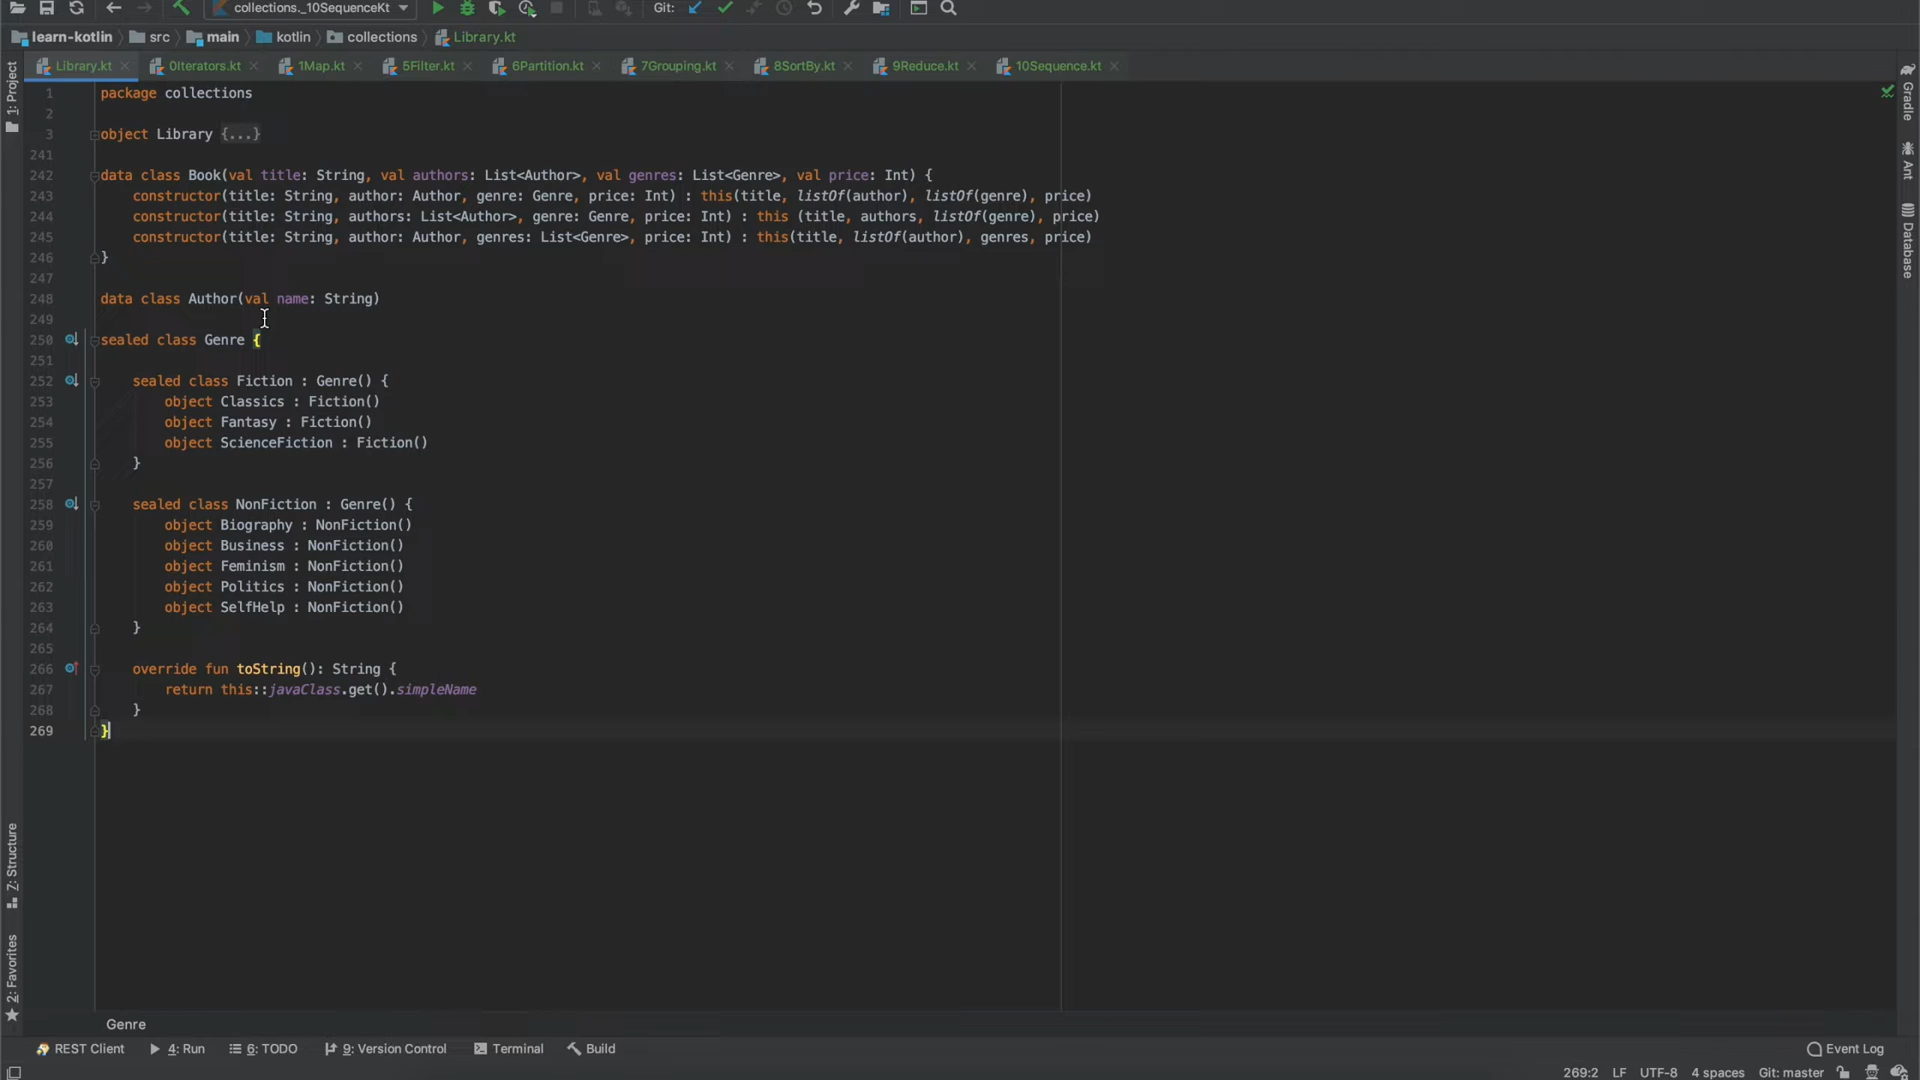 collections._10SequenceKt Git:
learn-kotlin src main kotlin collections Library.kt
Library.kt 0Iterators.kt 1Map.kt 5Filter.kt 6Partition.kt 7Grouping.kt 8SortBy.kt 9Reduce.kt 10Sequence.kt
1: Project
Gradle
Ant
Database
1 package collections
2
3 object Library {...}
241
242 data class Book(val title: String, val authors: List<Author>, val genres: List<Genre>, val price: Int) {
243 constructor(title: String, author: Author, genre: Genre, price: Int) : this(title, listOf(author), listOf(genre), price)
244 constructor(title: String, authors: List<Author>, genre: Genre, price: Int) : this (title, authors, listOf(genre), price)
245 constructor(title: String, author: Author, genres: List<Genre>, price: Int) : this(title, listOf(author), genres, price)
246 }
247
248 data class Author(val name: String)
249
250 sealed class Genre {
251
252 sealed class Fiction : Genre() {
253 object Classics : Fiction()
254 object Fantasy : Fiction()
255 object ScienceFiction : Fiction()
256 }
257
258 sealed class NonFiction : Genre() {
259 object Biography : NonFiction()
260 object Business : NonFiction()
261 object Feminism : NonFiction()
262 object Politics : NonFiction()
263 object SelfHelp : NonFiction()
264 }
265
266 override fun toString(): String {
267 return this::javaClass.get().simpleName
268 }
269 }
Z: Structure
2: Favorites
Genre
REST Client 4: Run 6: TODO 9: Version Control Terminal Build Event Log
269:2 LF UTF-8 4 spaces Git: master